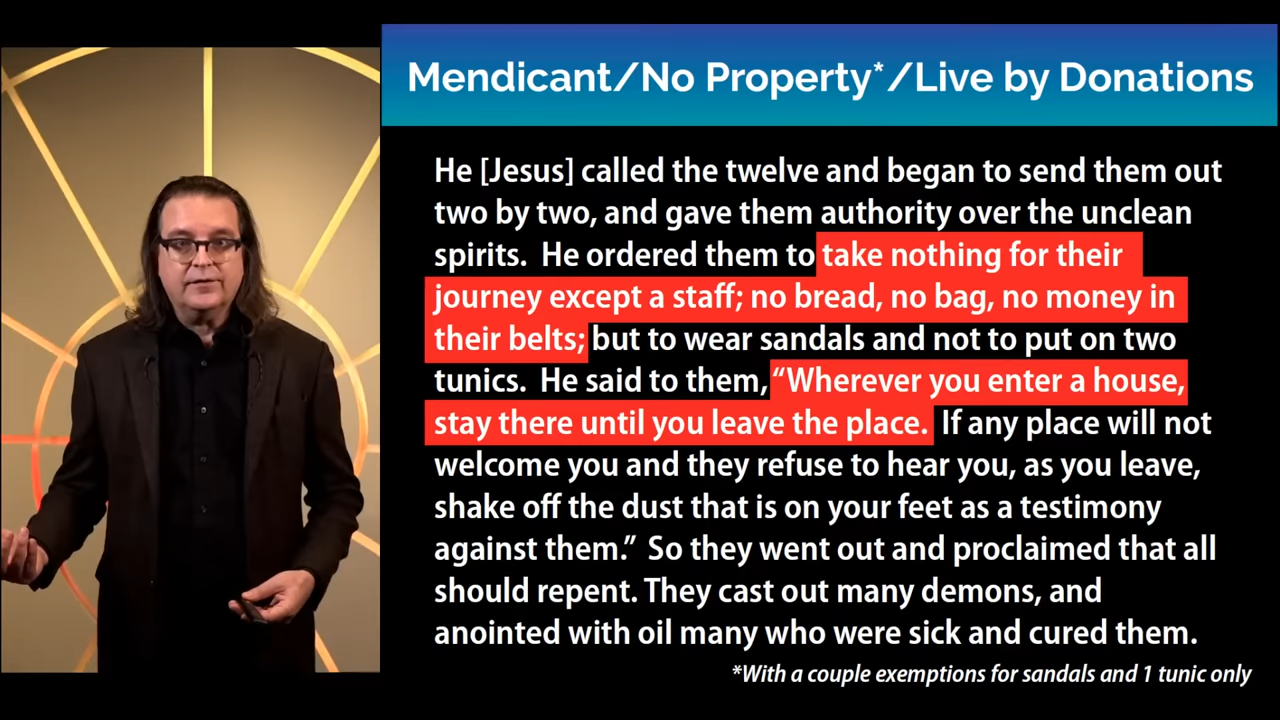 Mendicant/No Property*/Live by Donations
He [Jesus] called the twelve and began to send them out
two by two, and gave them authority over the unclean
spirits. He ordered them to take nothing for their
journey except a staff; no bread, no bag, no money in
their belts; but to wear sandals and not to put on two
tunics. He said to them, “Wherever you enter a house,
stay there until you leave the place. If any place will not
welcome you and they refuse to hear you, as you leave,
shake off the dust that is on your feet as a testimony
against them.” So they went out and proclaimed that all
should repent. They cast out many demons, and
anointed with oil many who were sick and cured them.
*With a couple exemptions for sandals and 1 tunic only